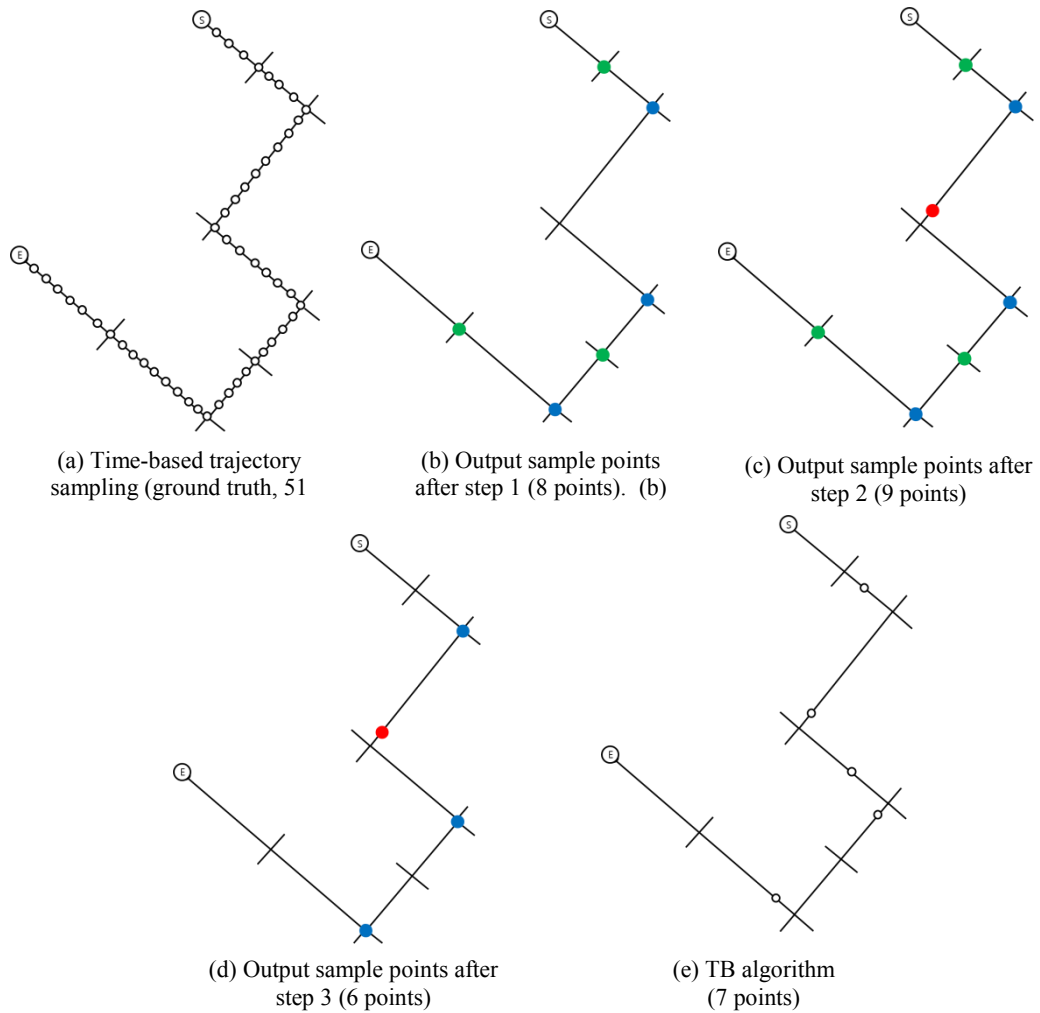 S
S
S
E
E
E
(a) Time-based trajectory
sampling (ground truth, 51
(b) Output sample points
after step 1 (8 points). (b)
(c) Output sample points after
step 2 (9 points)
S
S
E
E
(d) Output sample points after
step 3 (6 points)
(e) TB algorithm
(7 points)